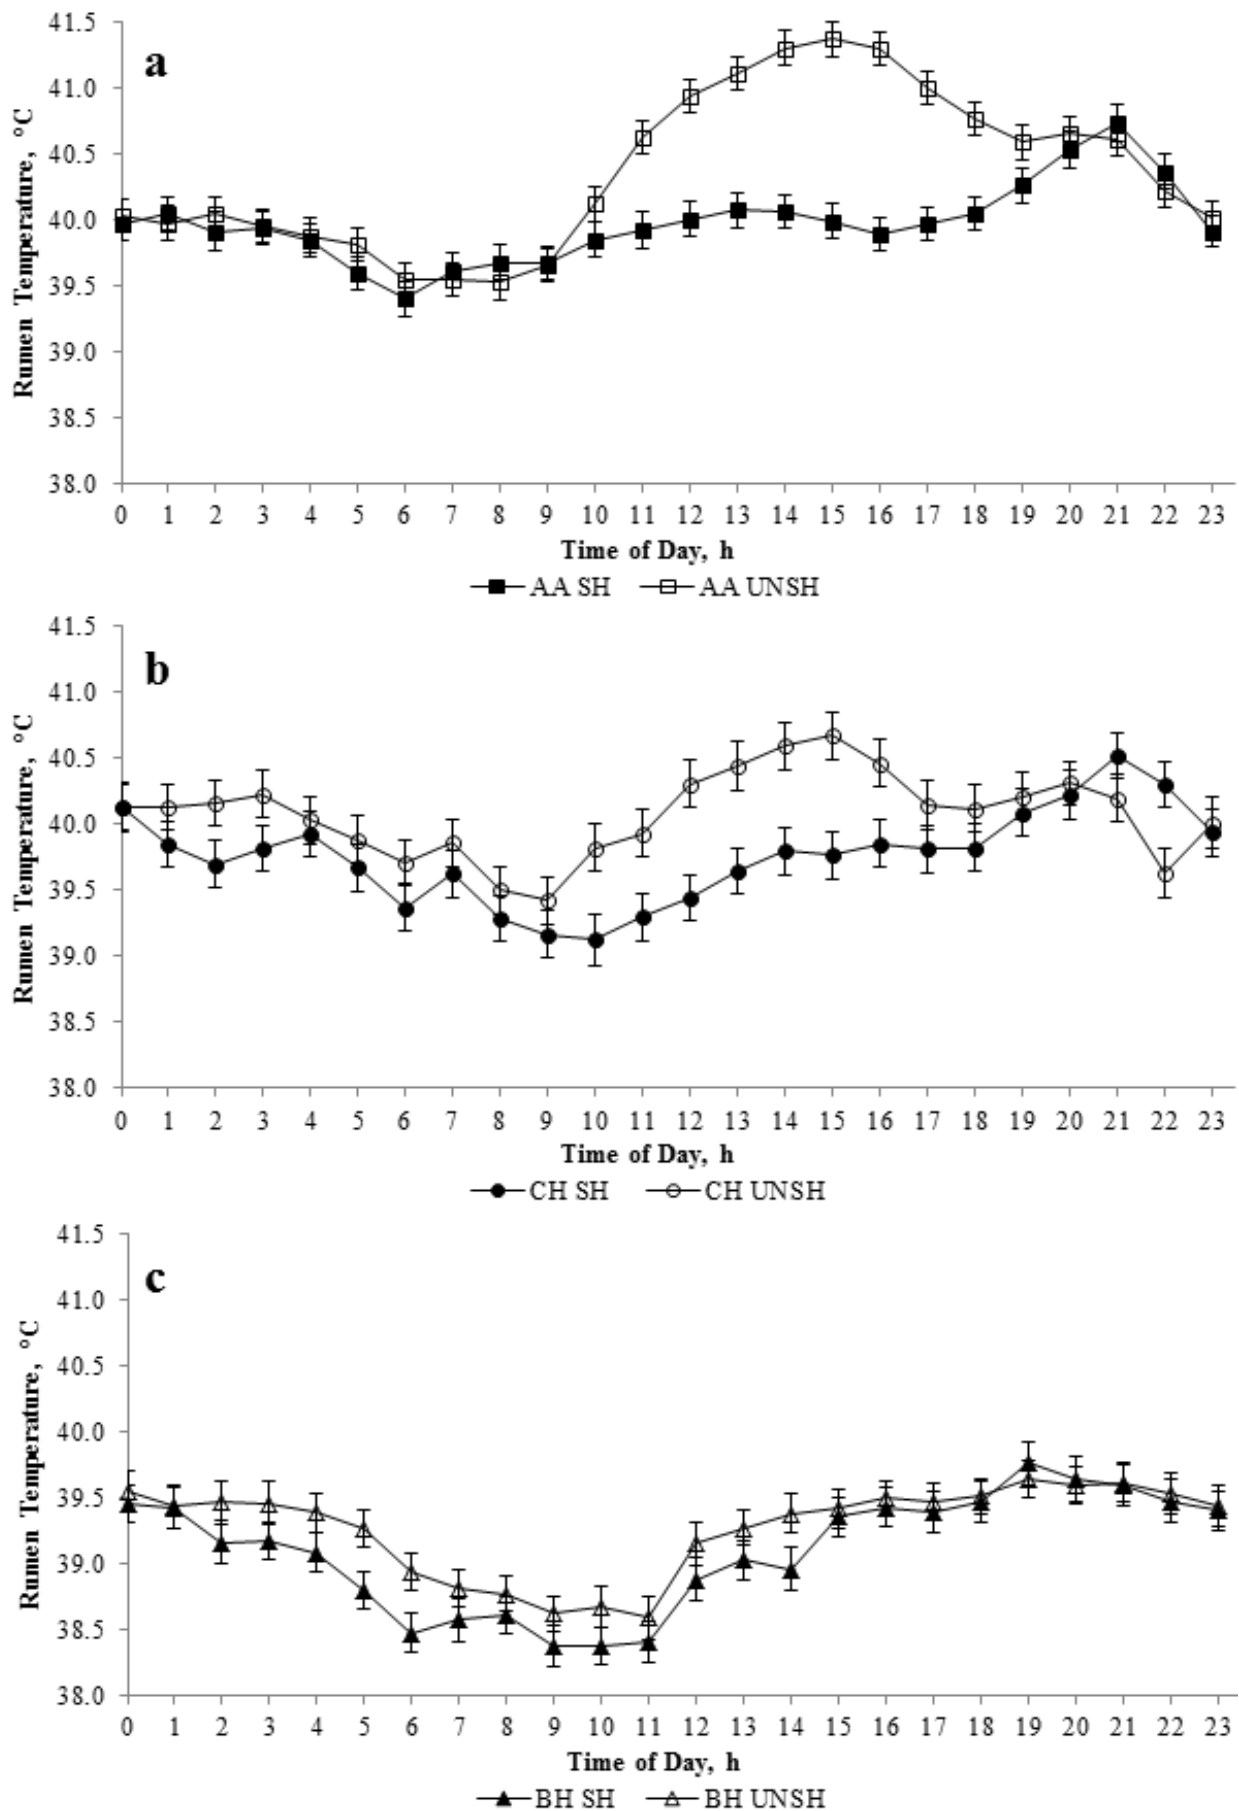 a
Rumen Temperature, °C
41.5
41.0
40.5
40.0
39.5
39.0
38.5
38.0
0 1 2 3 4 5 6 7 8 9 10 11 12 13 14 15 16 17 18 19 20 21 22 23
Time of Day, h
AA SH AA UNSH
b
Rumen Temperature, °C
41.5
41.0
40.5
40.0
39.5
39.0
38.5
38.0
0 1 2 3 4 5 6 7 8 9 10 11 12 13 14 15 16 17 18 19 20 21 22 23
Time of Day, h
CH SH CH UNSH
c
Rumen Temperature, °C
41.5
41.0
40.5
40.0
39.5
39.0
38.5
38.0
0 1 2 3 4 5 6 7 8 9 10 11 12 13 14 15 16 17 18 19 20 21 22 23
Time of Day, h
BH SH BH UNSH